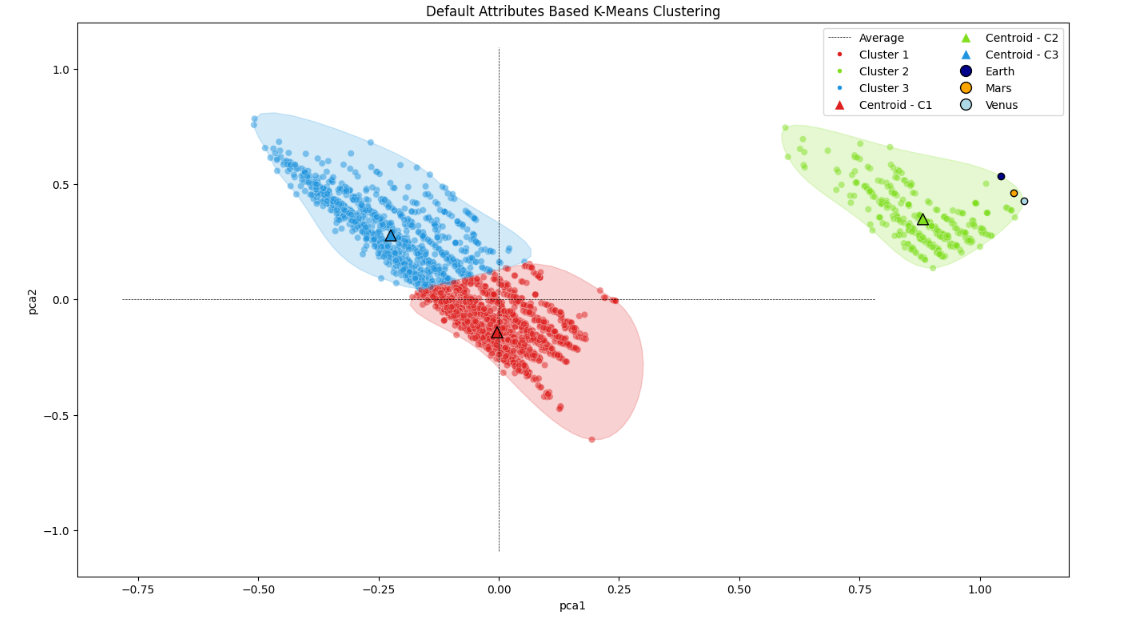 Default Attributes Based K-Means Clustering
Average
Cluster 1
Cluster 2
Cluster 3
Centroid - C1
Centroid - C2
Centroid - C3
Earth
Mars
Venus
1.0
0.5
0.0
−0.5
−1.0
pca2
−0.75
−0.50
−0.25
0.00
0.25
0.50
0.75
1.00
pca1